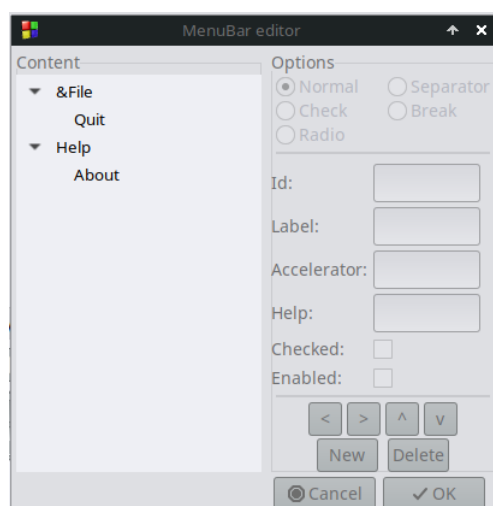 MenuBar editor
Content
&File
Quit
Help
About
Options
Normal Separator
Check Break
Radio
Id:
Label:
Accelerator:
Help:
Checked:
Enabled:
< > ^ v
New Delete
Cancel OK